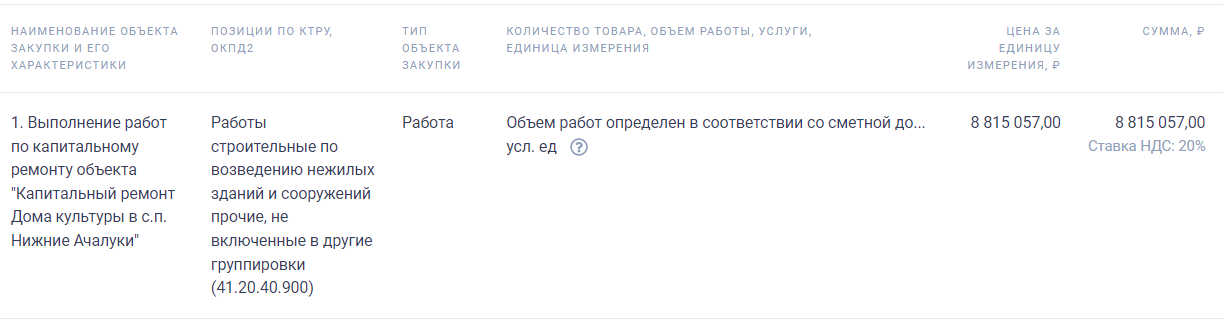 НАИМЕНОВАНИЕ ОБЪЕКТА
ЗАКУПКИ И ЕГО
ХАРАКТЕРИСТИКИ
ПОЗИЦИИ ПО КТРУ,
ОКПД2
ТИП
ОБЪЕКТА
ЗАКУПКИ
КОЛИЧЕСТВО ТОВАРА, ОБЪЕМ РАБОТЫ, УСЛУГИ,
ЕДИНИЦА ИЗМЕРЕНИЯ
ЦЕНА ЗА
ЕДИНИЦУ
ИЗМЕРЕНИЯ, ₽
СУММА, ₽
1. Выполнение работ
по капитальному
ремонту объекта
"Капитальный ремонт
Дома культуры в с.п.
Нижние Ачалуки"
Работы
строительные по
возведению нежилых
зданий и сооружений
прочие, не
включенные в другие
группировки
(41.20.40.900)
Работа
Объем работ определен в соответствии со сметной до...
усл. ед ?
8 815 057,00
8 815 057,00
Ставка НДС: 20%